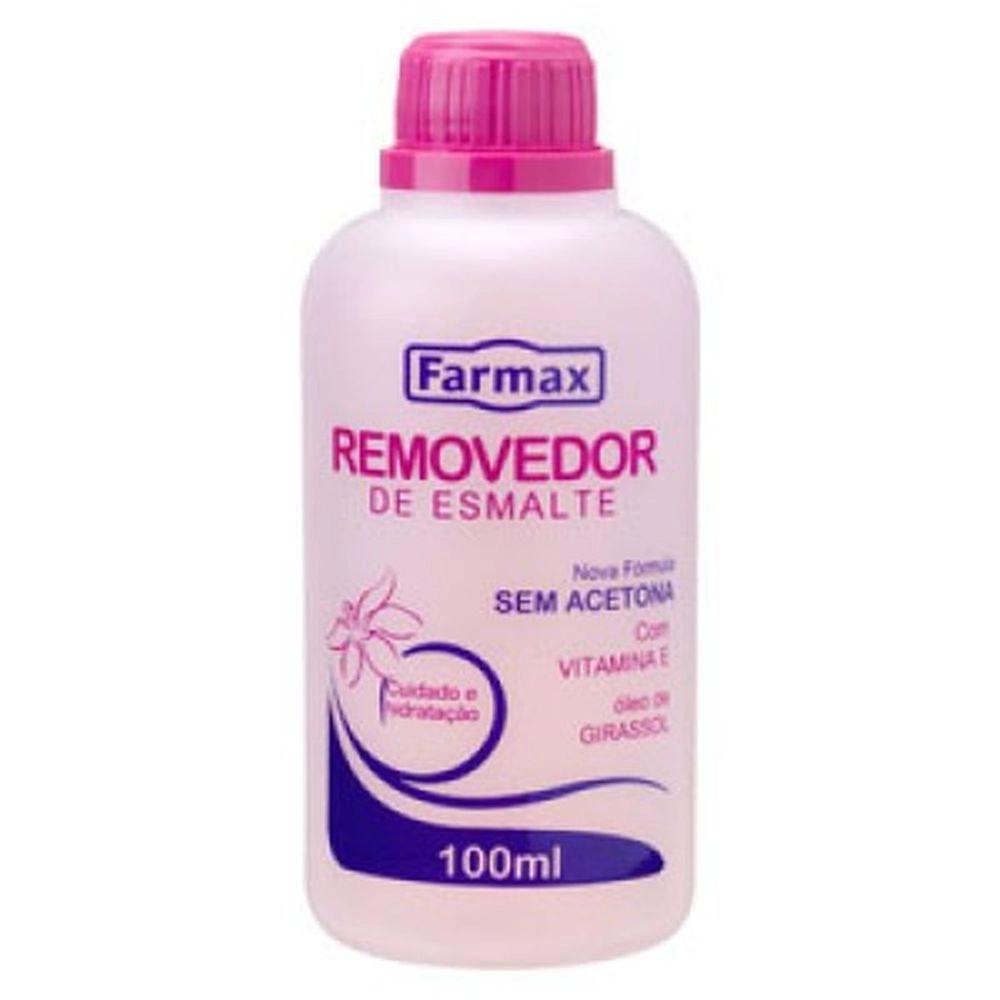 Farmax
REMOVEDOR
DE ESMALTE
Nova Fórmula
SEM ACETONA
Com
VITAMINA E
óleo de
GIRASSOL
Cuidado e
hidratação
100ml